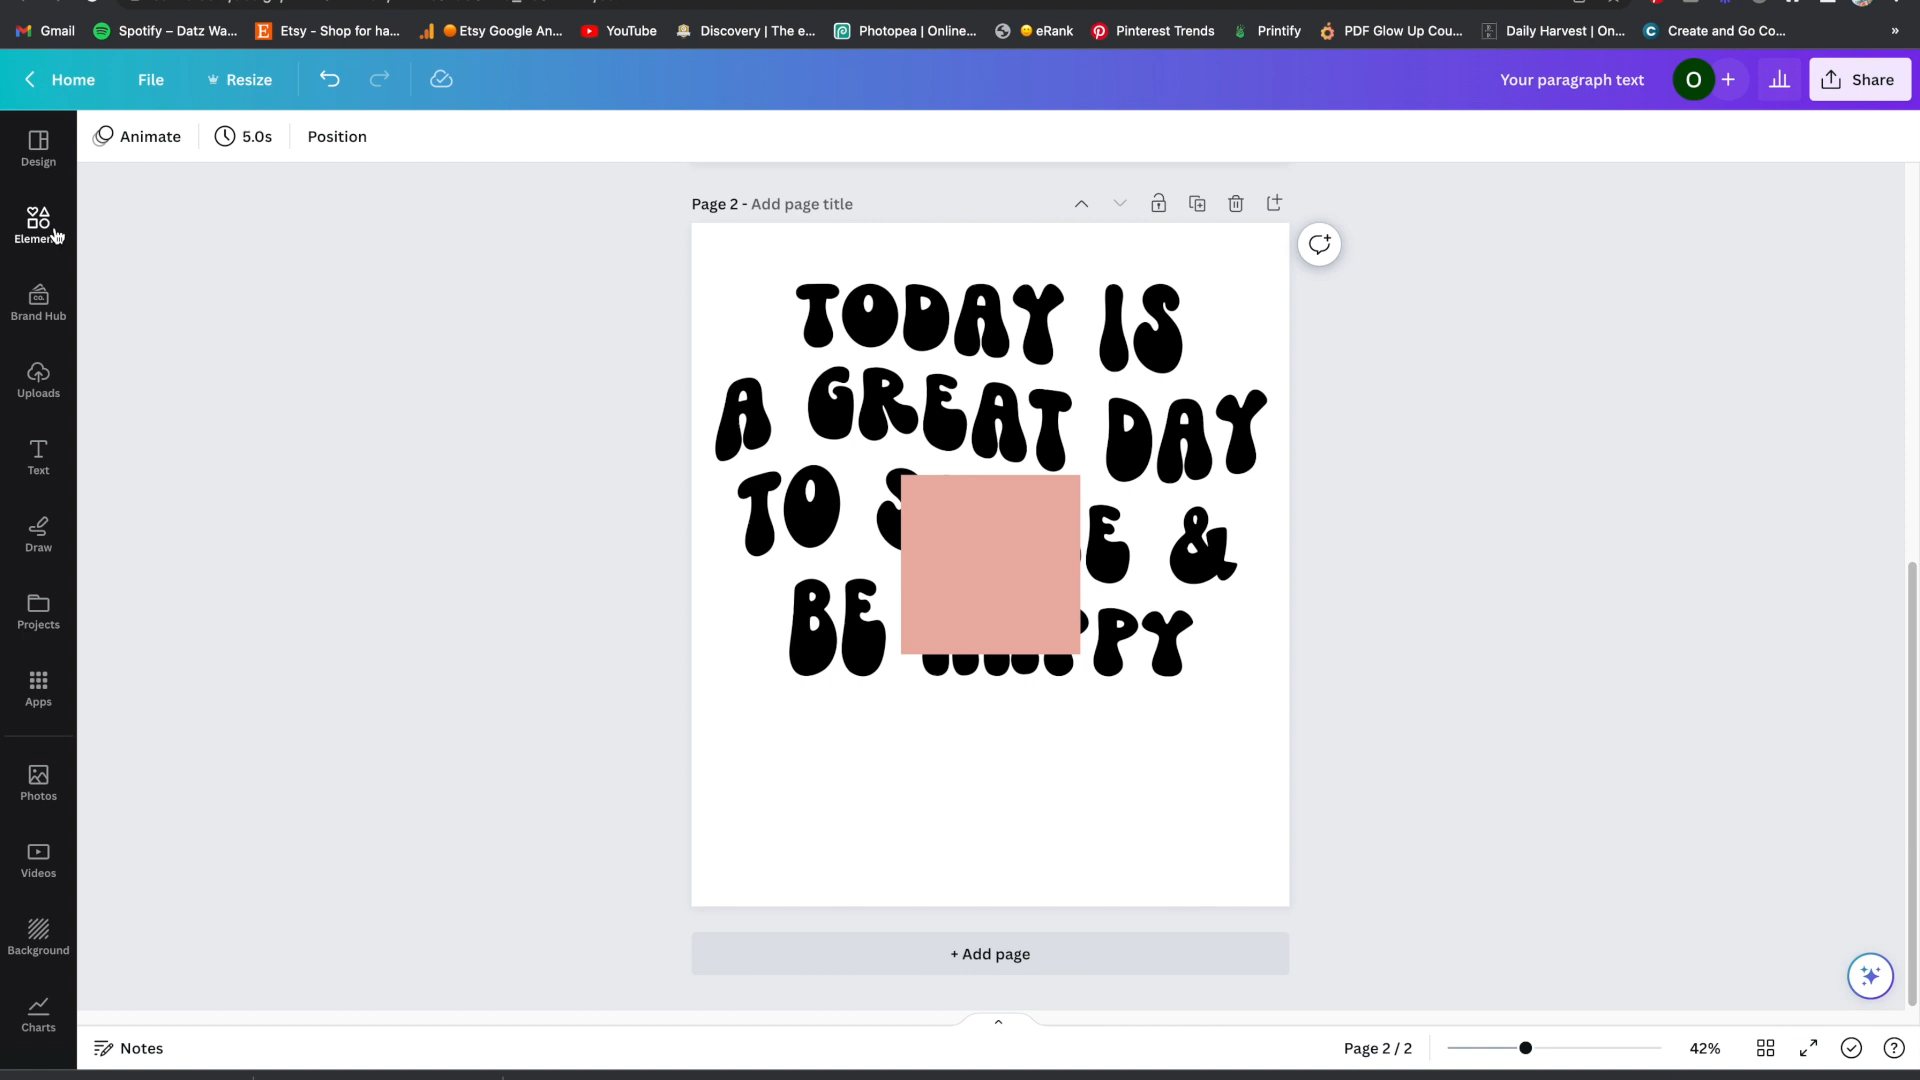 Gmail
Spotify – Datz Wa...
Etsy - Shop for ha...
Etsy Google An...
YouTube
Discovery | The e...
Photopea | Online...
eRank
Pinterest Trends
Printify
PDF Glow Up Cou...
Daily Harvest | On...
Create and Go Co...
»
Home
File
Resize
Your paragraph text
O
+
Share
Animate
5.0s
Position
Design
Elements
Brand Hub
CO.
Uploads
Text
Draw
Projects
Apps
Photos
Videos
Background
Charts
Page 2 - Add page title
TODAY IS
A GREAT DAY
TO S E &
BE PPY
+ Add page
Notes
Page 2 / 2
42%